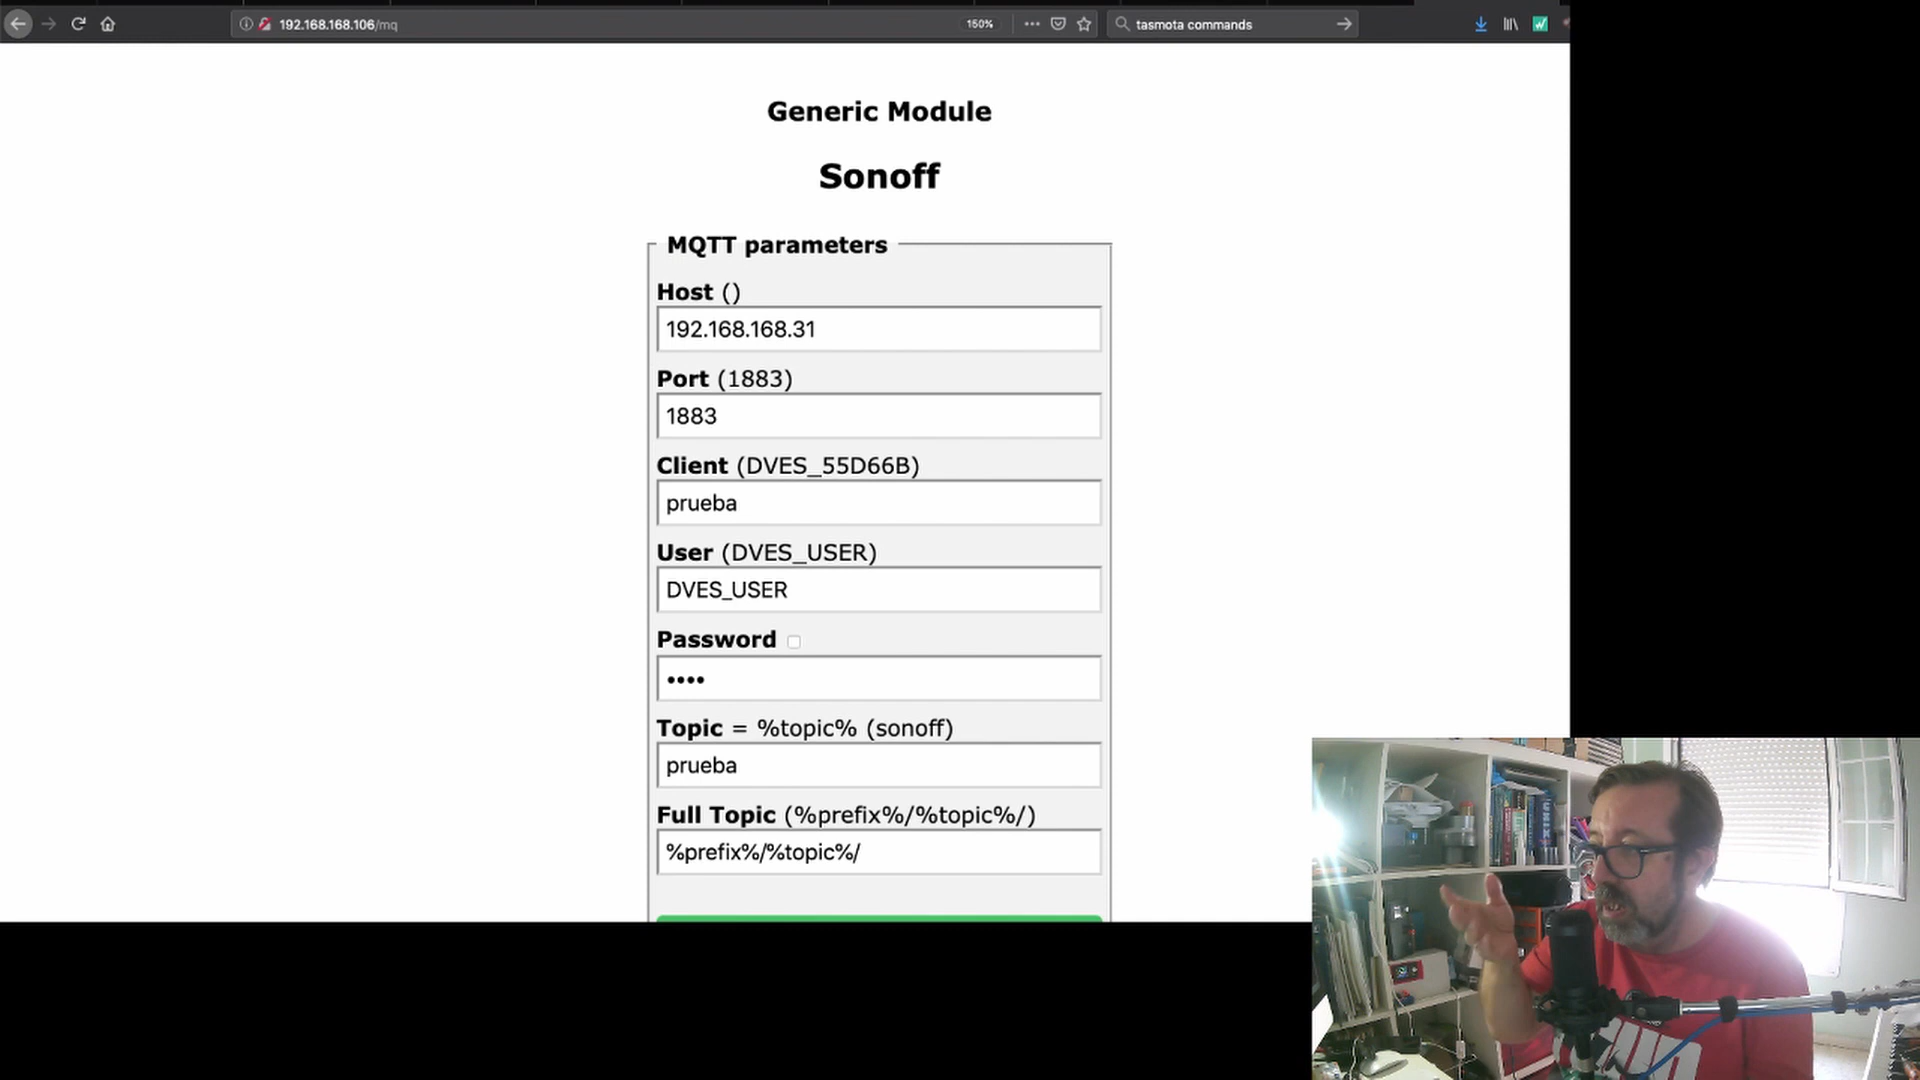 192.168.168.106/mq
150%
tasmota commands
Generic Module
Sonoff
MQTT parameters
Host ()
192.168.168.31
Port (1883)
1883
Client (DVES_55D66B)
prueba
User (DVES_USER)
DVES_USER
Password
••••
Topic = %topic% (sonoff)
prueba
Full Topic (%prefix%/%topic%/)
%prefix%/%topic%/
UNIX